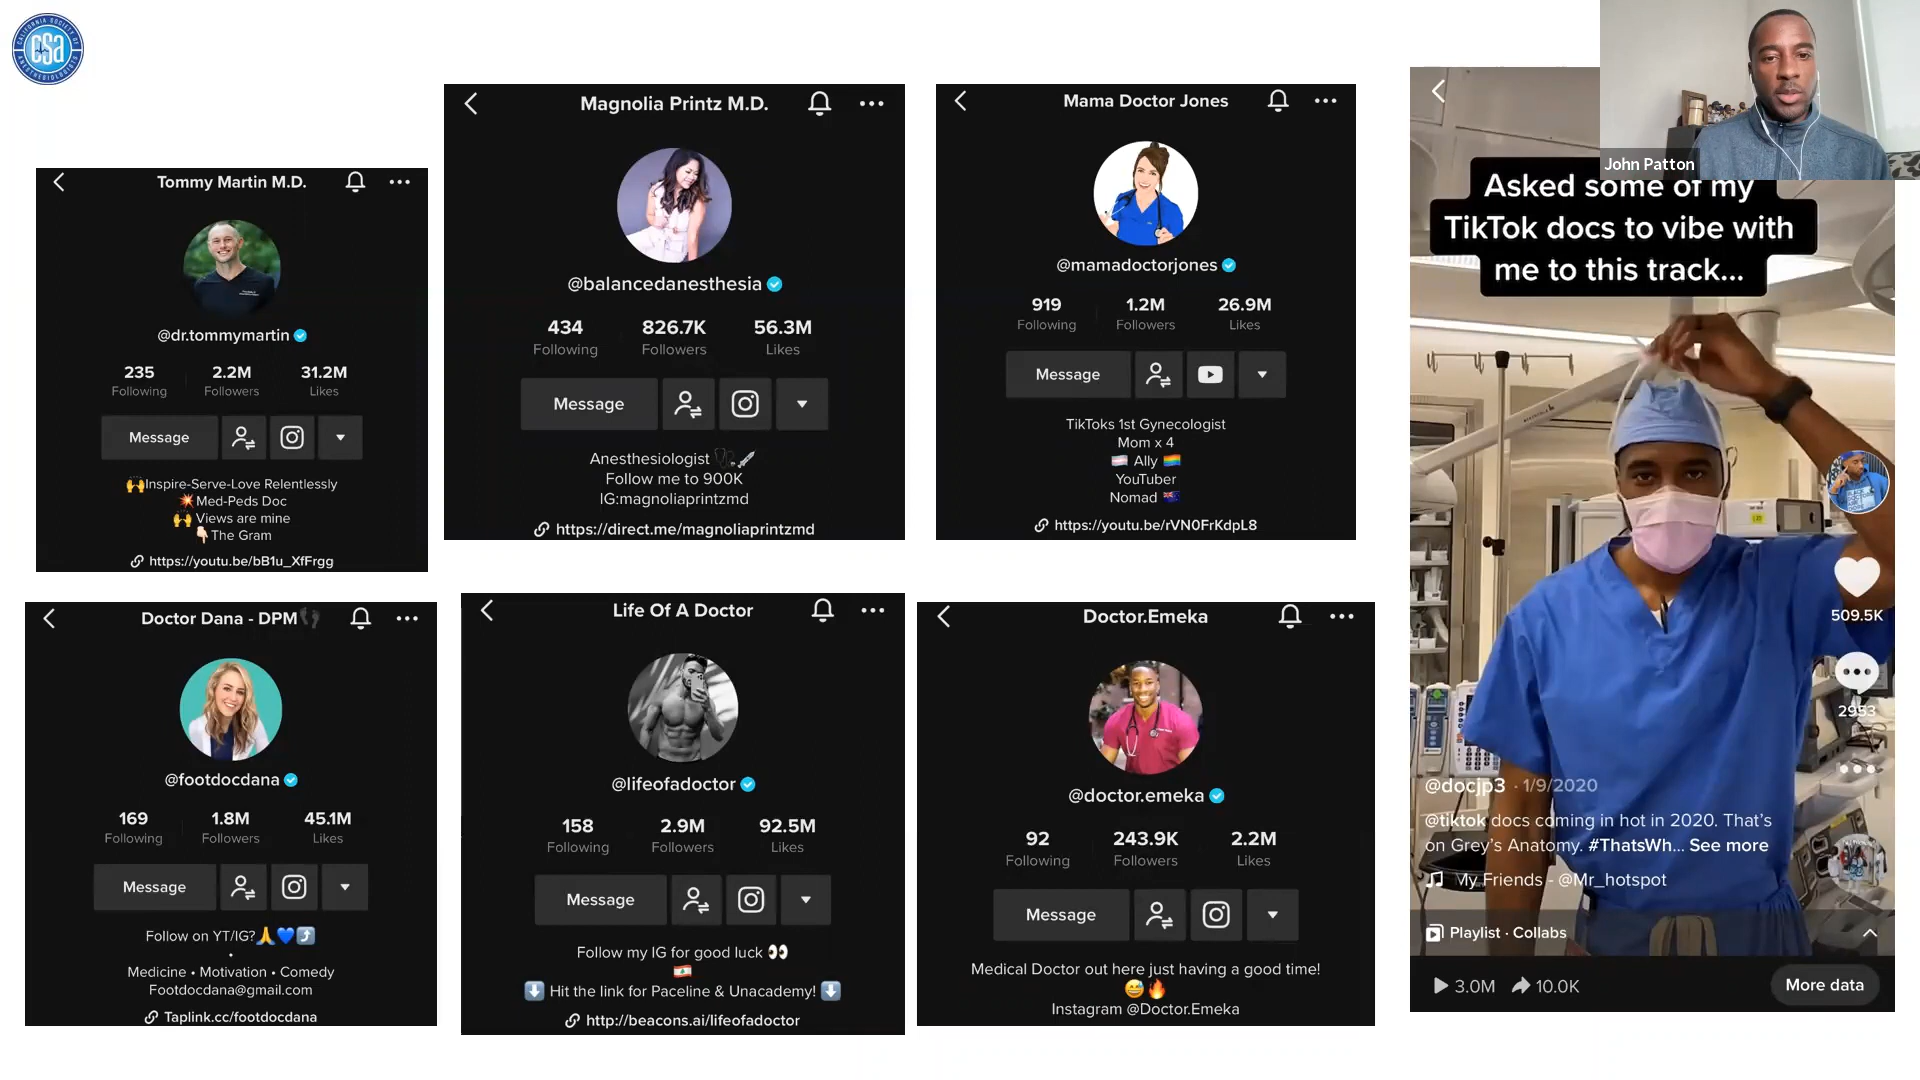 CALIFORNIA SOCIETY OF
csa
ANESTHESIOLOGISTS
Tommy Martin M.D.
@dr.tommymartin
235 2.2M 31.2M
Following Followers Likes
Message
🙌Inspire-Serve-Love Relentlessly
💥Med-Peds Doc
🙌 Views are mine
👇The Gram
https://youtu.be/bB1u_XfFrgg
Magnolia Printz M.D.
@balancedanesthesia
434 826.7K 56.3M
Following Followers Likes
Message
Anesthesiologist 🩺💉
Follow me to 900K
IG:magnoliaprintzmd
https://direct.me/magnoliaprintzmd
Mama Doctor Jones
@mamadoctorjones
919 1.2M 26.9M
Following Followers Likes
Message
TikToks 1st Gynecologist
Mom x 4
🏳️‍⚧️ Ally 🏳️‍🌈
YouTuber
Nomad 🇳🇿
https://youtu.be/rVN0FrKdpL8
Doctor Dana - DPM👣
@footdocdana
169 1.8M 45.1M
Following Followers Likes
Message
Follow on YT/IG?🙏💙⤴️
•
Medicine • Motivation • Comedy
Footdocdana@gmail.com
Taplink.cc/footdocdana
Life Of A Doctor
@lifeofadoctor
158 2.9M 92.5M
Following Followers Likes
Message
Follow my IG for good luck 👀
🇱🇧
⬇️ Hit the link for Paceline & Unacademy! ⬇️
http://beacons.ai/lifeofadoctor
Doctor.Emeka
@doctor.emeka
92 243.9K 2.2M
Following Followers Likes
Message
Medical Doctor out here just having a good time!
😅🔥
Instagram @Doctor.Emeka
John Patton
Asked some of my
TikTok docs to vibe with
me to this track...
509.5K
2953
@docjp3 · 1/9/2020
@tiktok docs coming in hot in 2020. That's
on Grey's Anatomy. #ThatsWh... See more
My Friends - @Mr_hotspot
Playlist · Collabs
3.0M 10.0K
More data